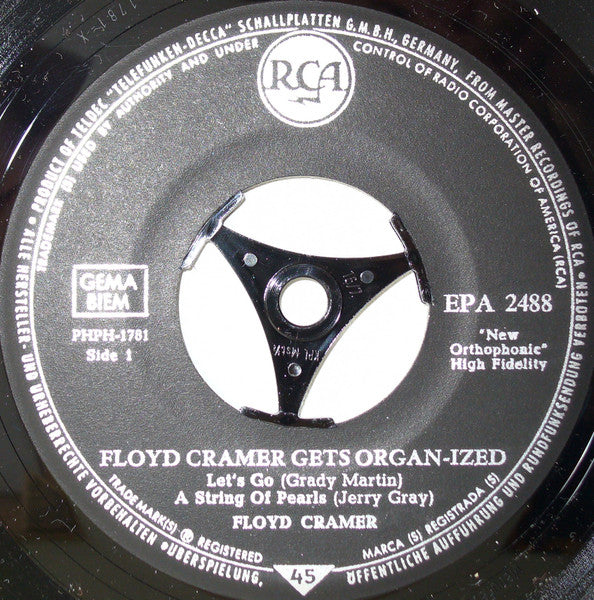 • PRODUCT OF TELDEC "TELEFUNKEN-DECCA" SCHALLPLATTEN G.M.B.H., GERMANY, FROM MASTER RECORDINGS OF RCA •
TRADEMARK (S) USED BY AUTHORITY AND UNDER CONTROL OF RADIO CORPORATION OF AMERICA (RCA)
RCA
GEMA
BIEM
EPA 2488
PHPH-1781
Side 1
"New
Orthophonic"
High Fidelity
FLOYD CRAMER GETS ORGAN-IZED
Let's Go (Grady Martin)
A String Of Pearls (Jerry Gray)
FLOYD CRAMER
TRADEMARK(S) ® REGISTERED
MARCA (S) REGISTRADA (S)
ALLE HERSTELLER- UND URHEBERRECHTE VORBEHALTEN • ÜBERSPIELUNG, ÖFFENTLICHE AUFFÜHRUNG UND RUNDFUNKSENDUNG VERBOTEN •
45